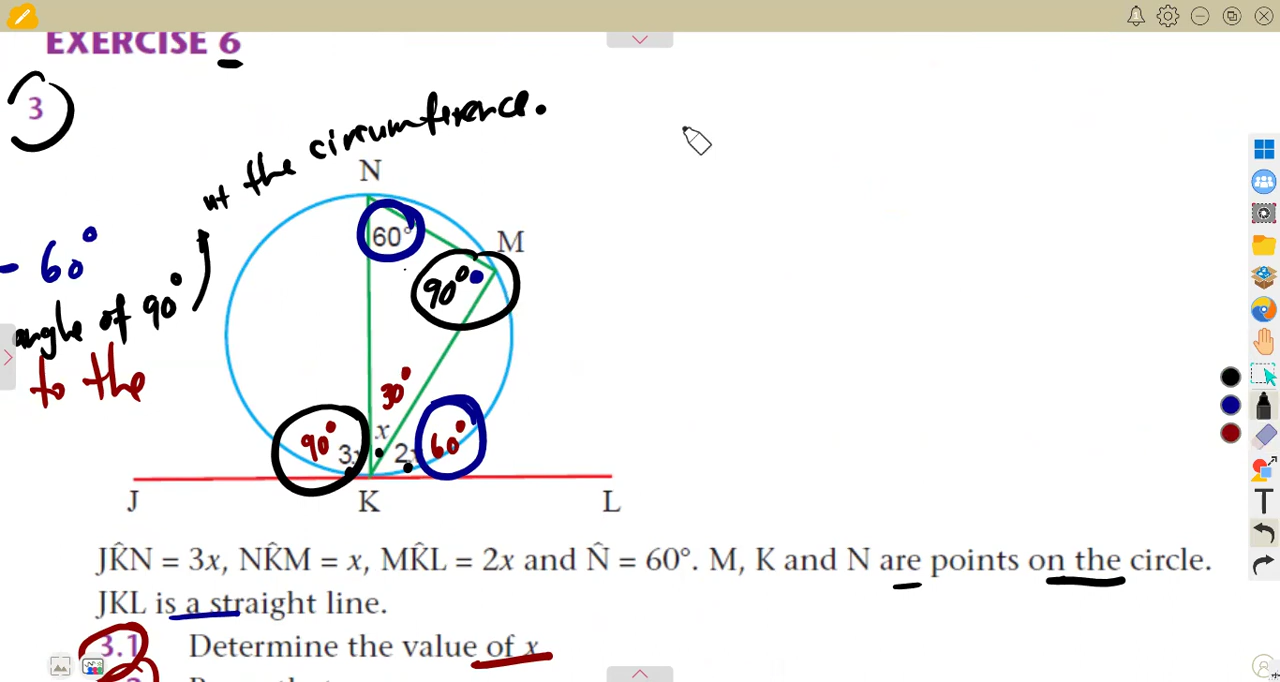 EXERCISE 6
3
at the circumference.
N
60°
M
- 60°
90°
angle of 90°
to the
30°
x
90°
3x
2x
60°
J
K
L
JK̂N = 3x, NK̂M = x, MK̂L = 2x and N̂ = 60°. M, K and N are points on the circle.
JKL is a straight line.
3.1 Determine the value of x